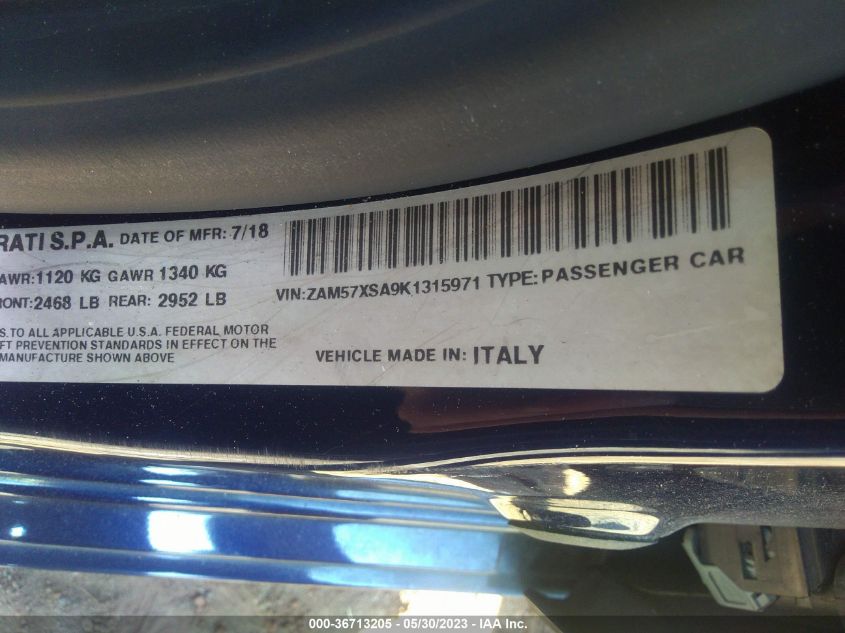 RATI S.P.A. DATE OF MFR: 7/18
AWR:1120 KG GAWR 1340 KG
RONT:2468 LB REAR: 2952 LB
VIN:ZAM57XSA9K1315971 TYPE: PASSENGER CAR
S TO ALL APPLICABLE U.S.A. FEDERAL MOTOR
FT PREVENTION STANDARDS IN EFFECT ON THE
MANUFACTURE SHOWN ABOVE
VEHICLE MADE IN: ITALY
000-36713205 - 05/30/2023 - IAA Inc.